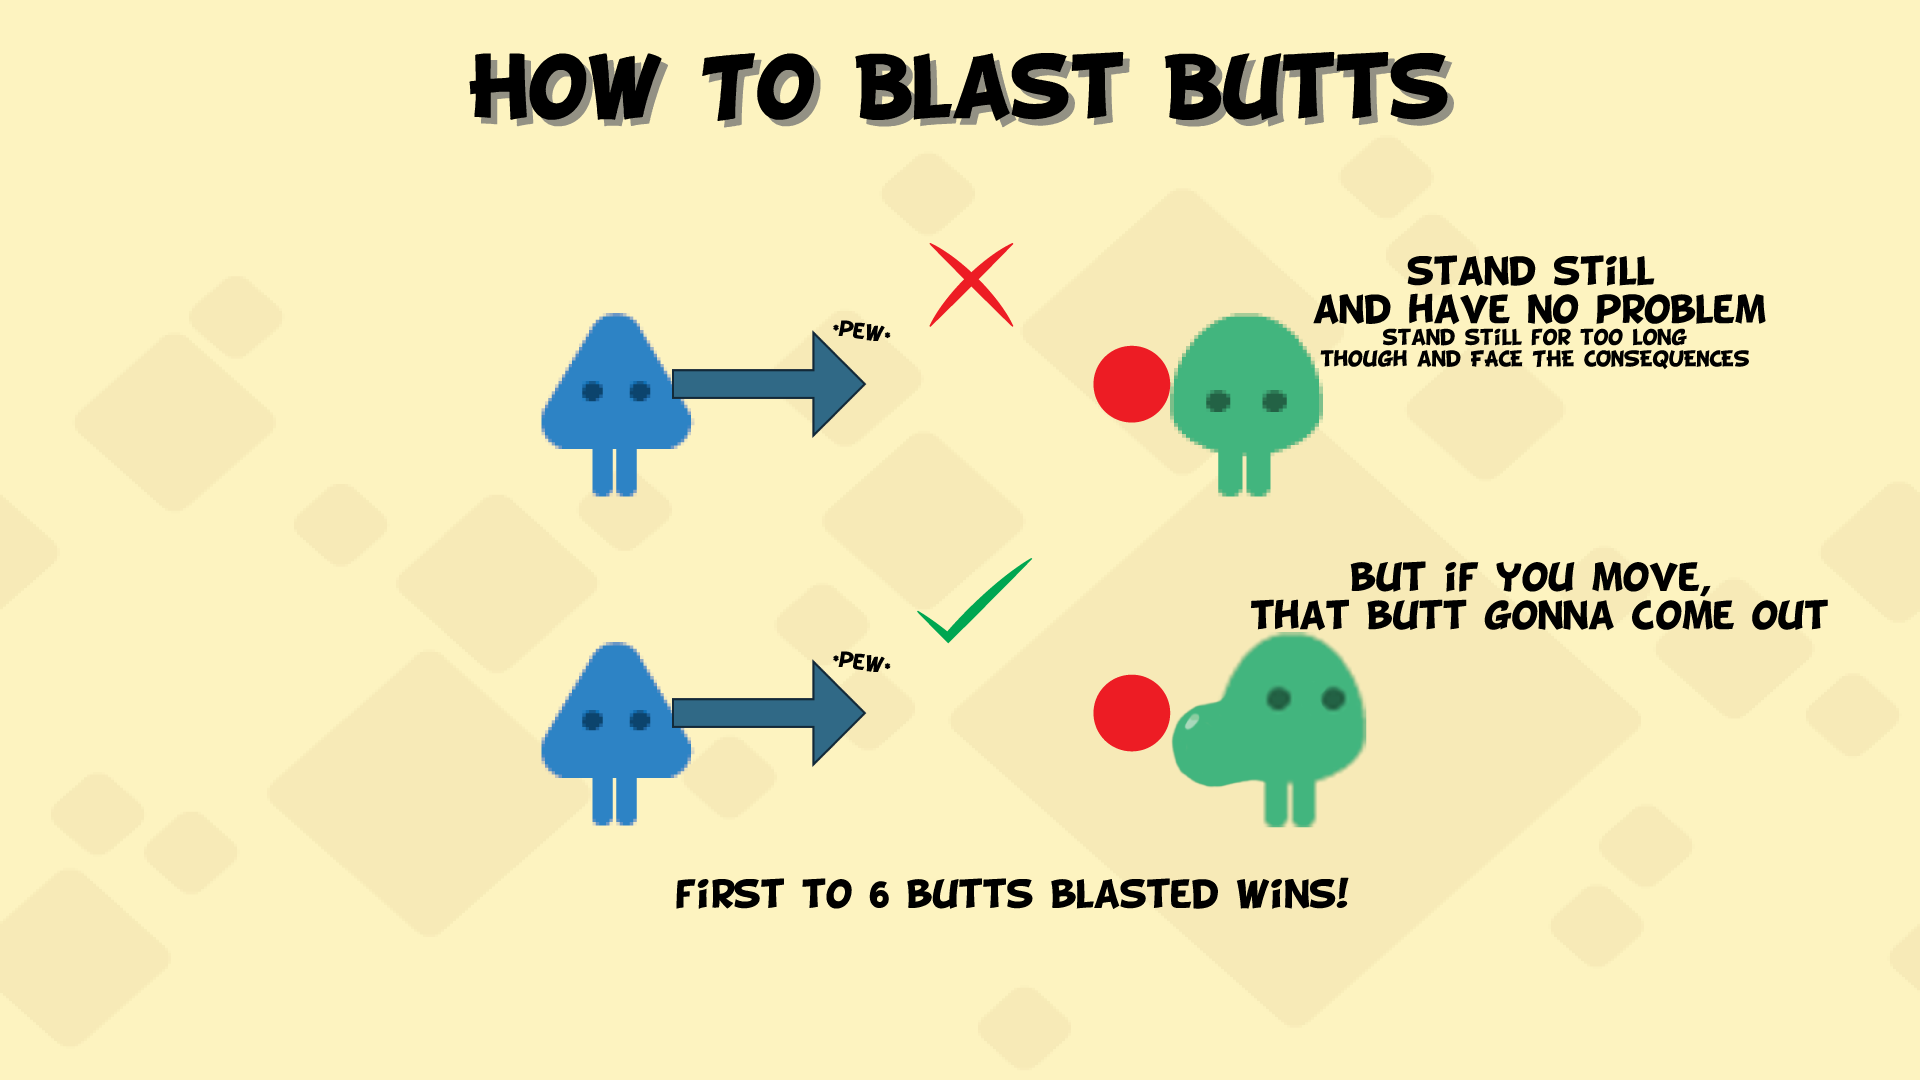 HOW TO BLAST BUTTS
STAND STiLL
AND HAVE NO PROBLEM
STAND STiLL FOR TOO LONG
THOUGH AND FACE THE CONSEQUENCES
*PEW*
BUT iF YOU MOVE,
THAT BUTT GONNA COME OUT
*PEW*
FiRST TO 6 BUTTS BLASTED WiNS!